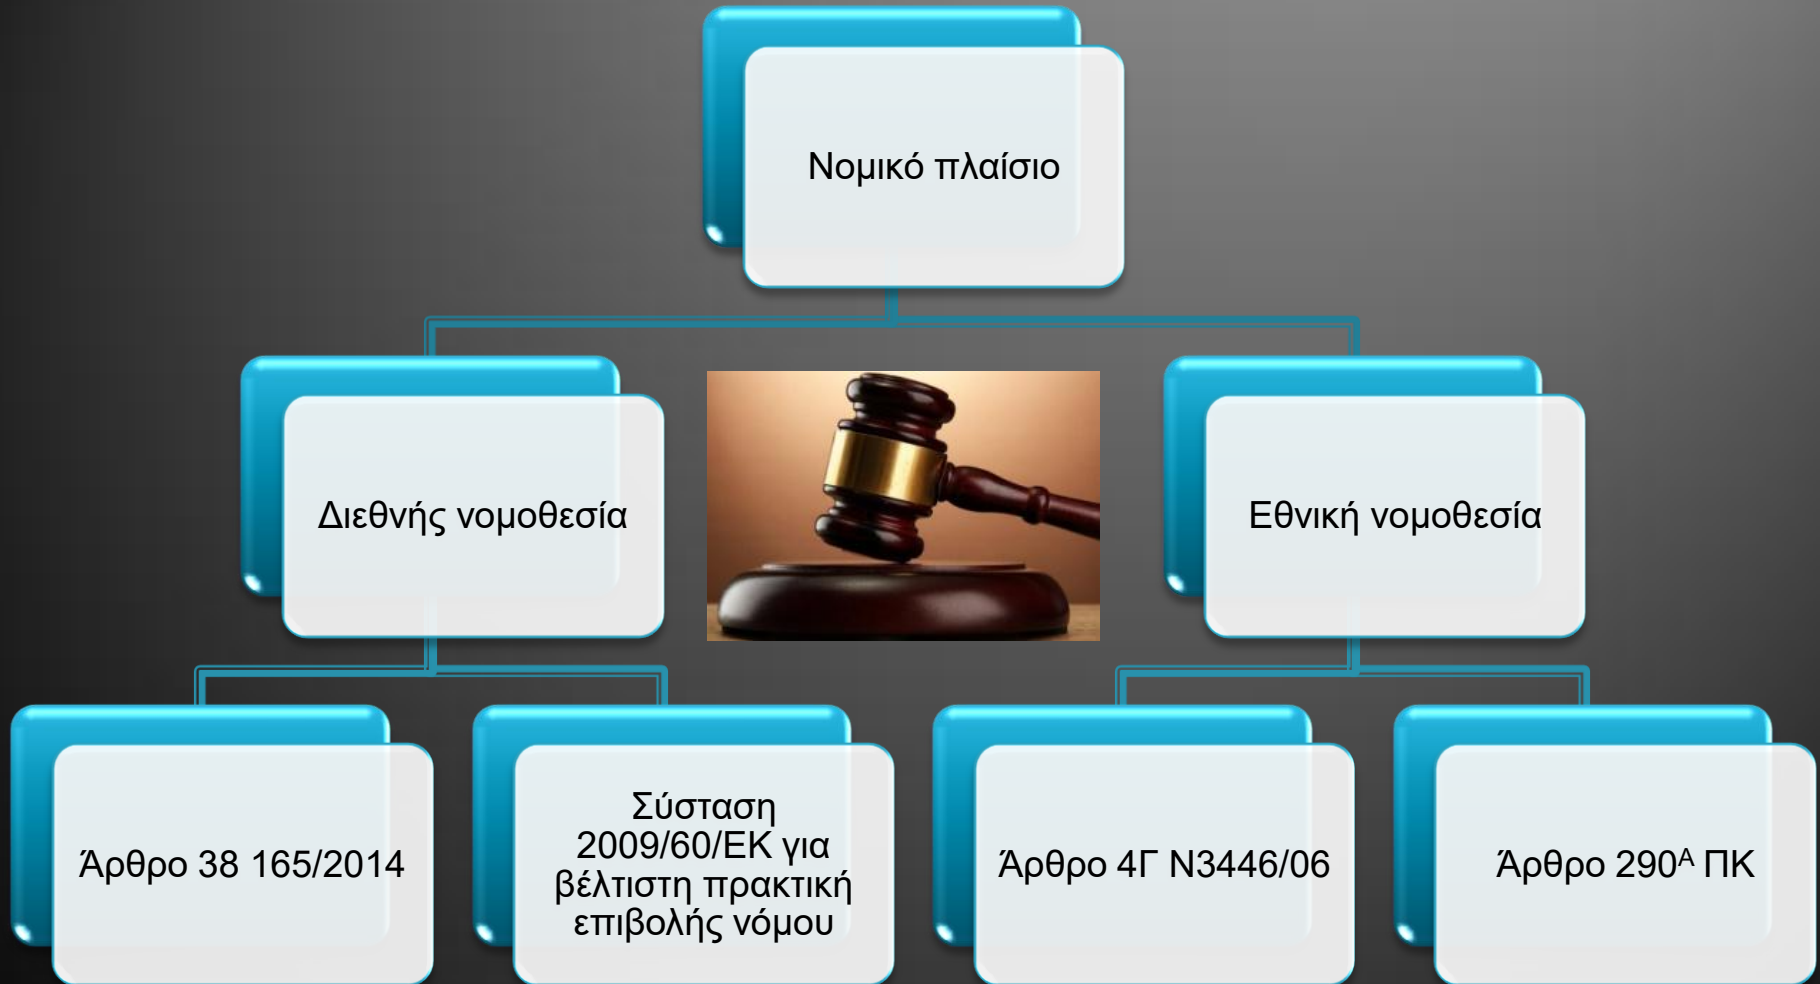 Νομικό πλαίσιο
Διεθνής νομοθεσία
Εθνική νομοθεσία
Άρθρο 38 165/2014
Σύσταση
2009/60/ΕΚ για
βέλτιστη πρακτική
επιβολής νόμου
Άρθρο 4Γ Ν3446/06
Άρθρο 290ᴬ ΠΚ